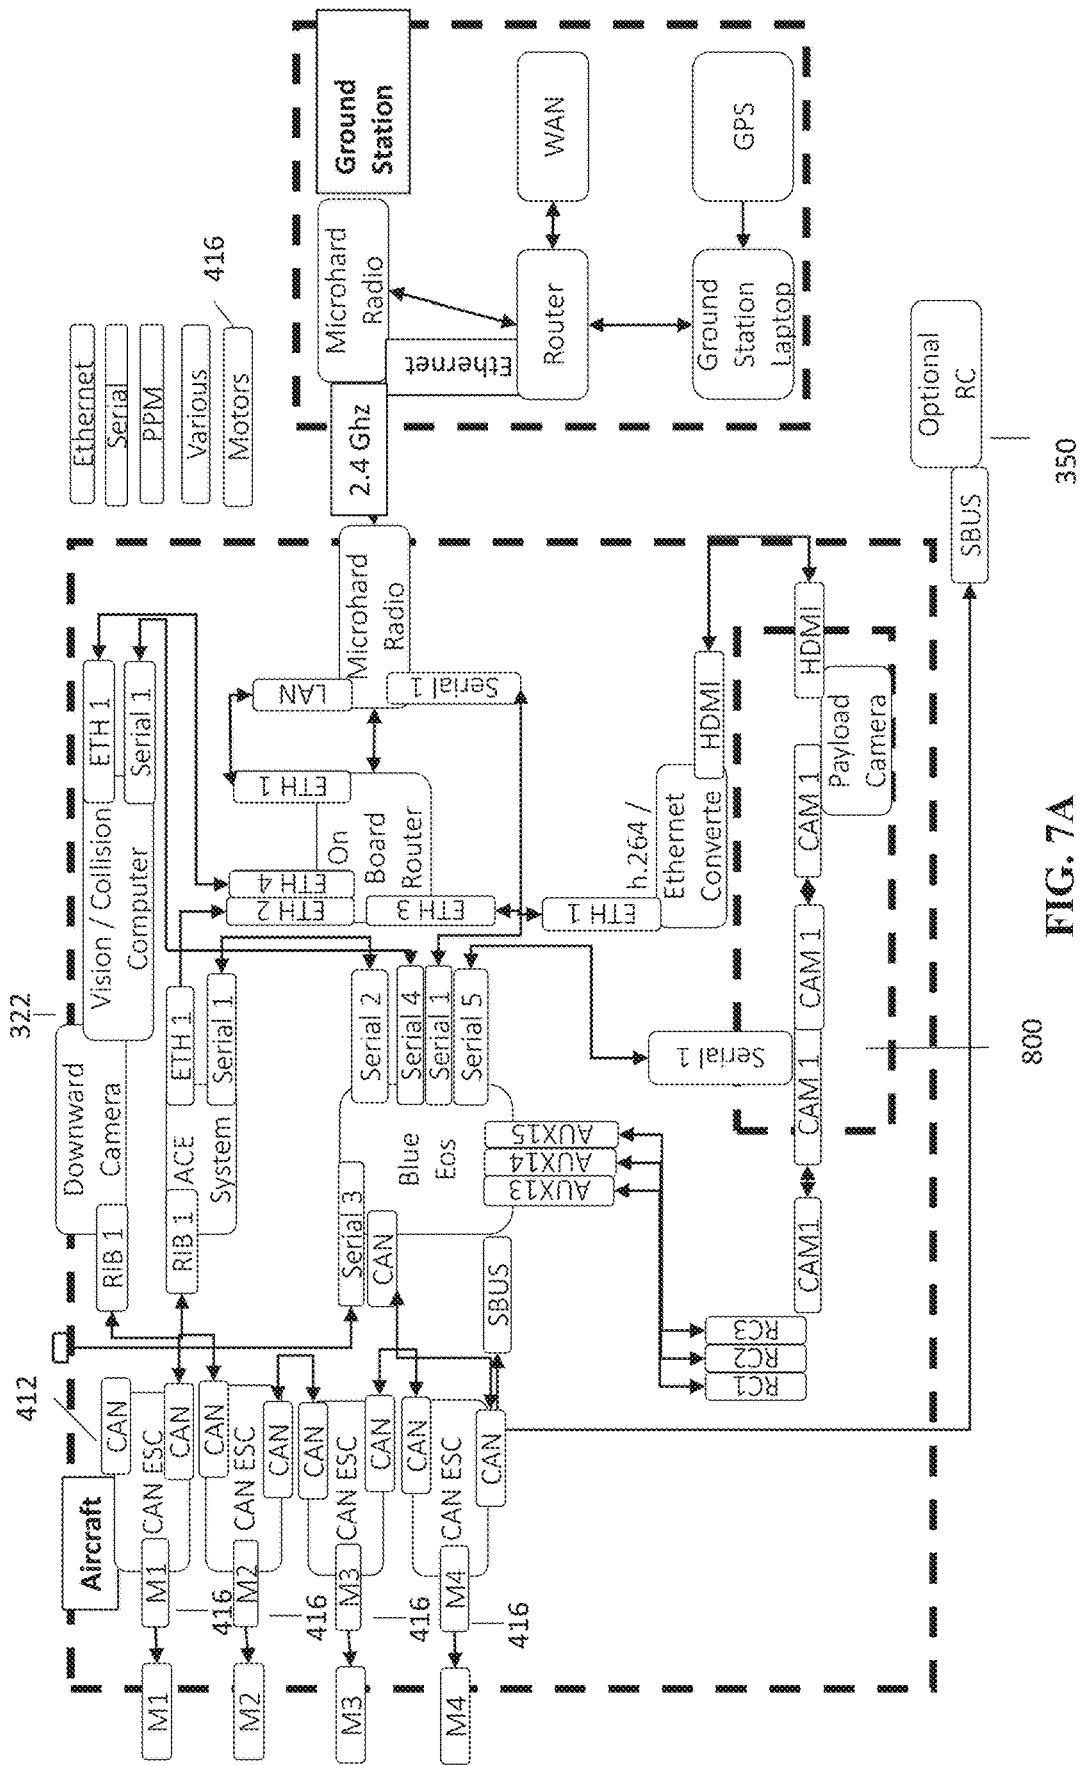 Ethernet
Serial
PPM
Various
Motors
416
Ground
Station
Microhard
Radio
Ethernet
Router
WAN
Ground
Station
Laptop
GPS
2.4 Ghz
Optional
RC
350
SBUS
Aircraft
412
322
Downward
Camera
RIB 1
Vision / Collision
Computer
ETH 1
Serial 1
RIB 1
ACE
System
ETH 1
Serial 1
CAN
CAN ESC
CAN
M1
M1
416
CAN
CAN ESC
CAN
M2
M2
416
CAN
CAN ESC
CAN
M3
M3
416
CAN
CAN ESC
CAN
M4
M4
416
Microhard
Radio
LAN
Serial 1
On
Board
Router
ETH 1
ETH 4
ETH 2
ETH 3
Blue
Eos
Serial 3
CAN
SBUS
Serial 2
Serial 4
Serial 1
Serial 5
AUX15
AUX14
AUX13
h.264 /
Ethernet
Converte
ETH 1
HDMI
HDMI
Payload
Camera
CAM 1
CAM 1
CAM 1
Serial 1
CAM1
RC3
RC2
RC1
800
FIG. 7A